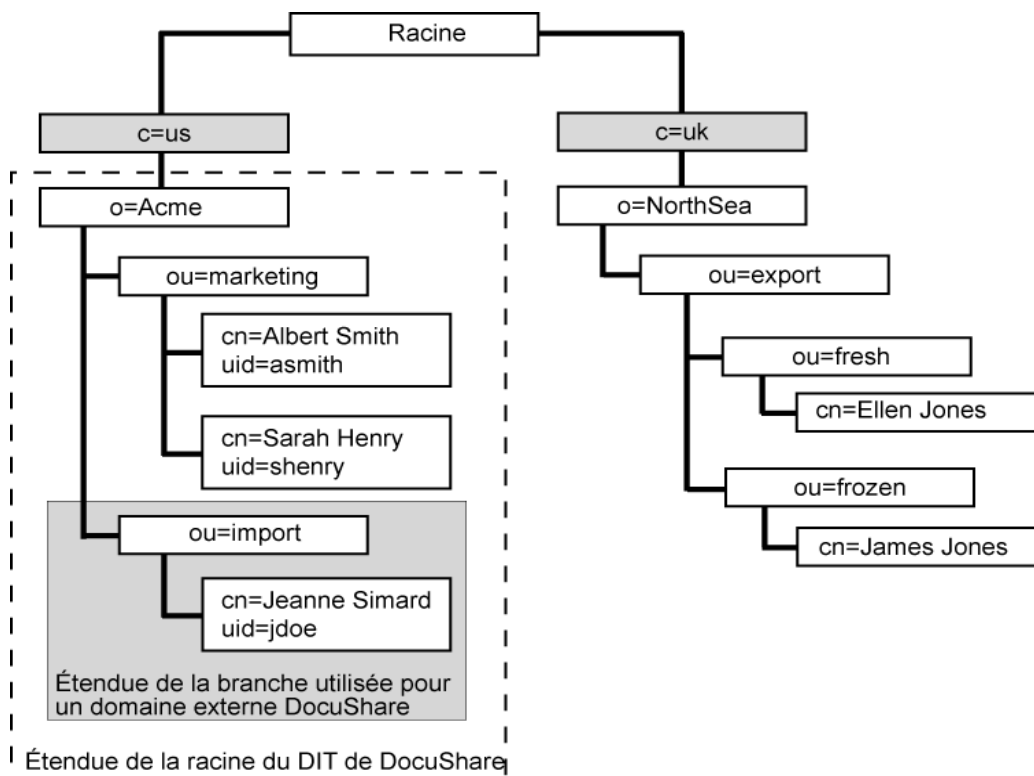 Racine
c=us
o=Acme
ou=marketing
cn=Albert Smith
uid=asmith
cn=Sarah Henry
uid=shenry
ou=import
cn=Jeanne Simard
uid=jdoe
Étendue de la branche utilisée pour
un domaine externe DocuShare
Étendue de la racine du DIT de DocuShare
c=uk
o=NorthSea
ou=export
ou=fresh
cn=Ellen Jones
ou=frozen
cn=James Jones